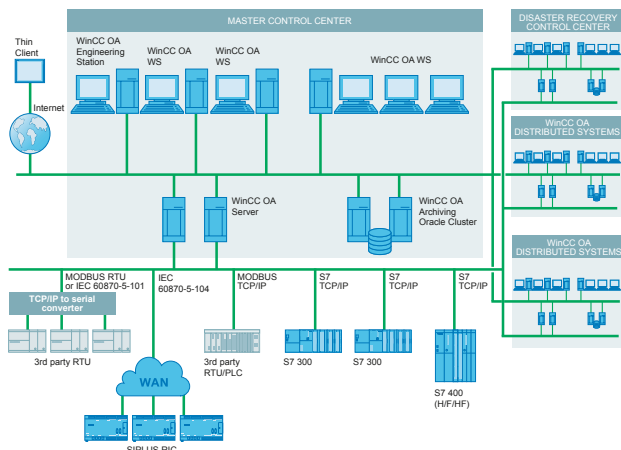 MASTER CONTROL CENTER
DISASTER RECOVERY
CONTROL CENTER
Thin
Client
WinCC OA
Engineering
Station
WinCC OA
WS
WinCC OA
WS
WinCC OA WS
Internet
WinCC OA
DISTRIBUTED SYSTEMS
WinCC OA
Server
WinCC OA
Archiving
Oracle Cluster
WinCC OA
DISTRIBUTED SYSTEMS
MODBUS RTU
or IEC 60870-5-101
IEC
60870-5-104
MODBUS
TCP/IP
S7
TCP/IP
S7
TCP/IP
S7
TCP/IP
TCP/IP to serial
converter
3rd party RTU
3rd party
RTU/PLC
S7 300
S7 300
S7 400
(H/F/HF)
WAN
SIPLUS RIC